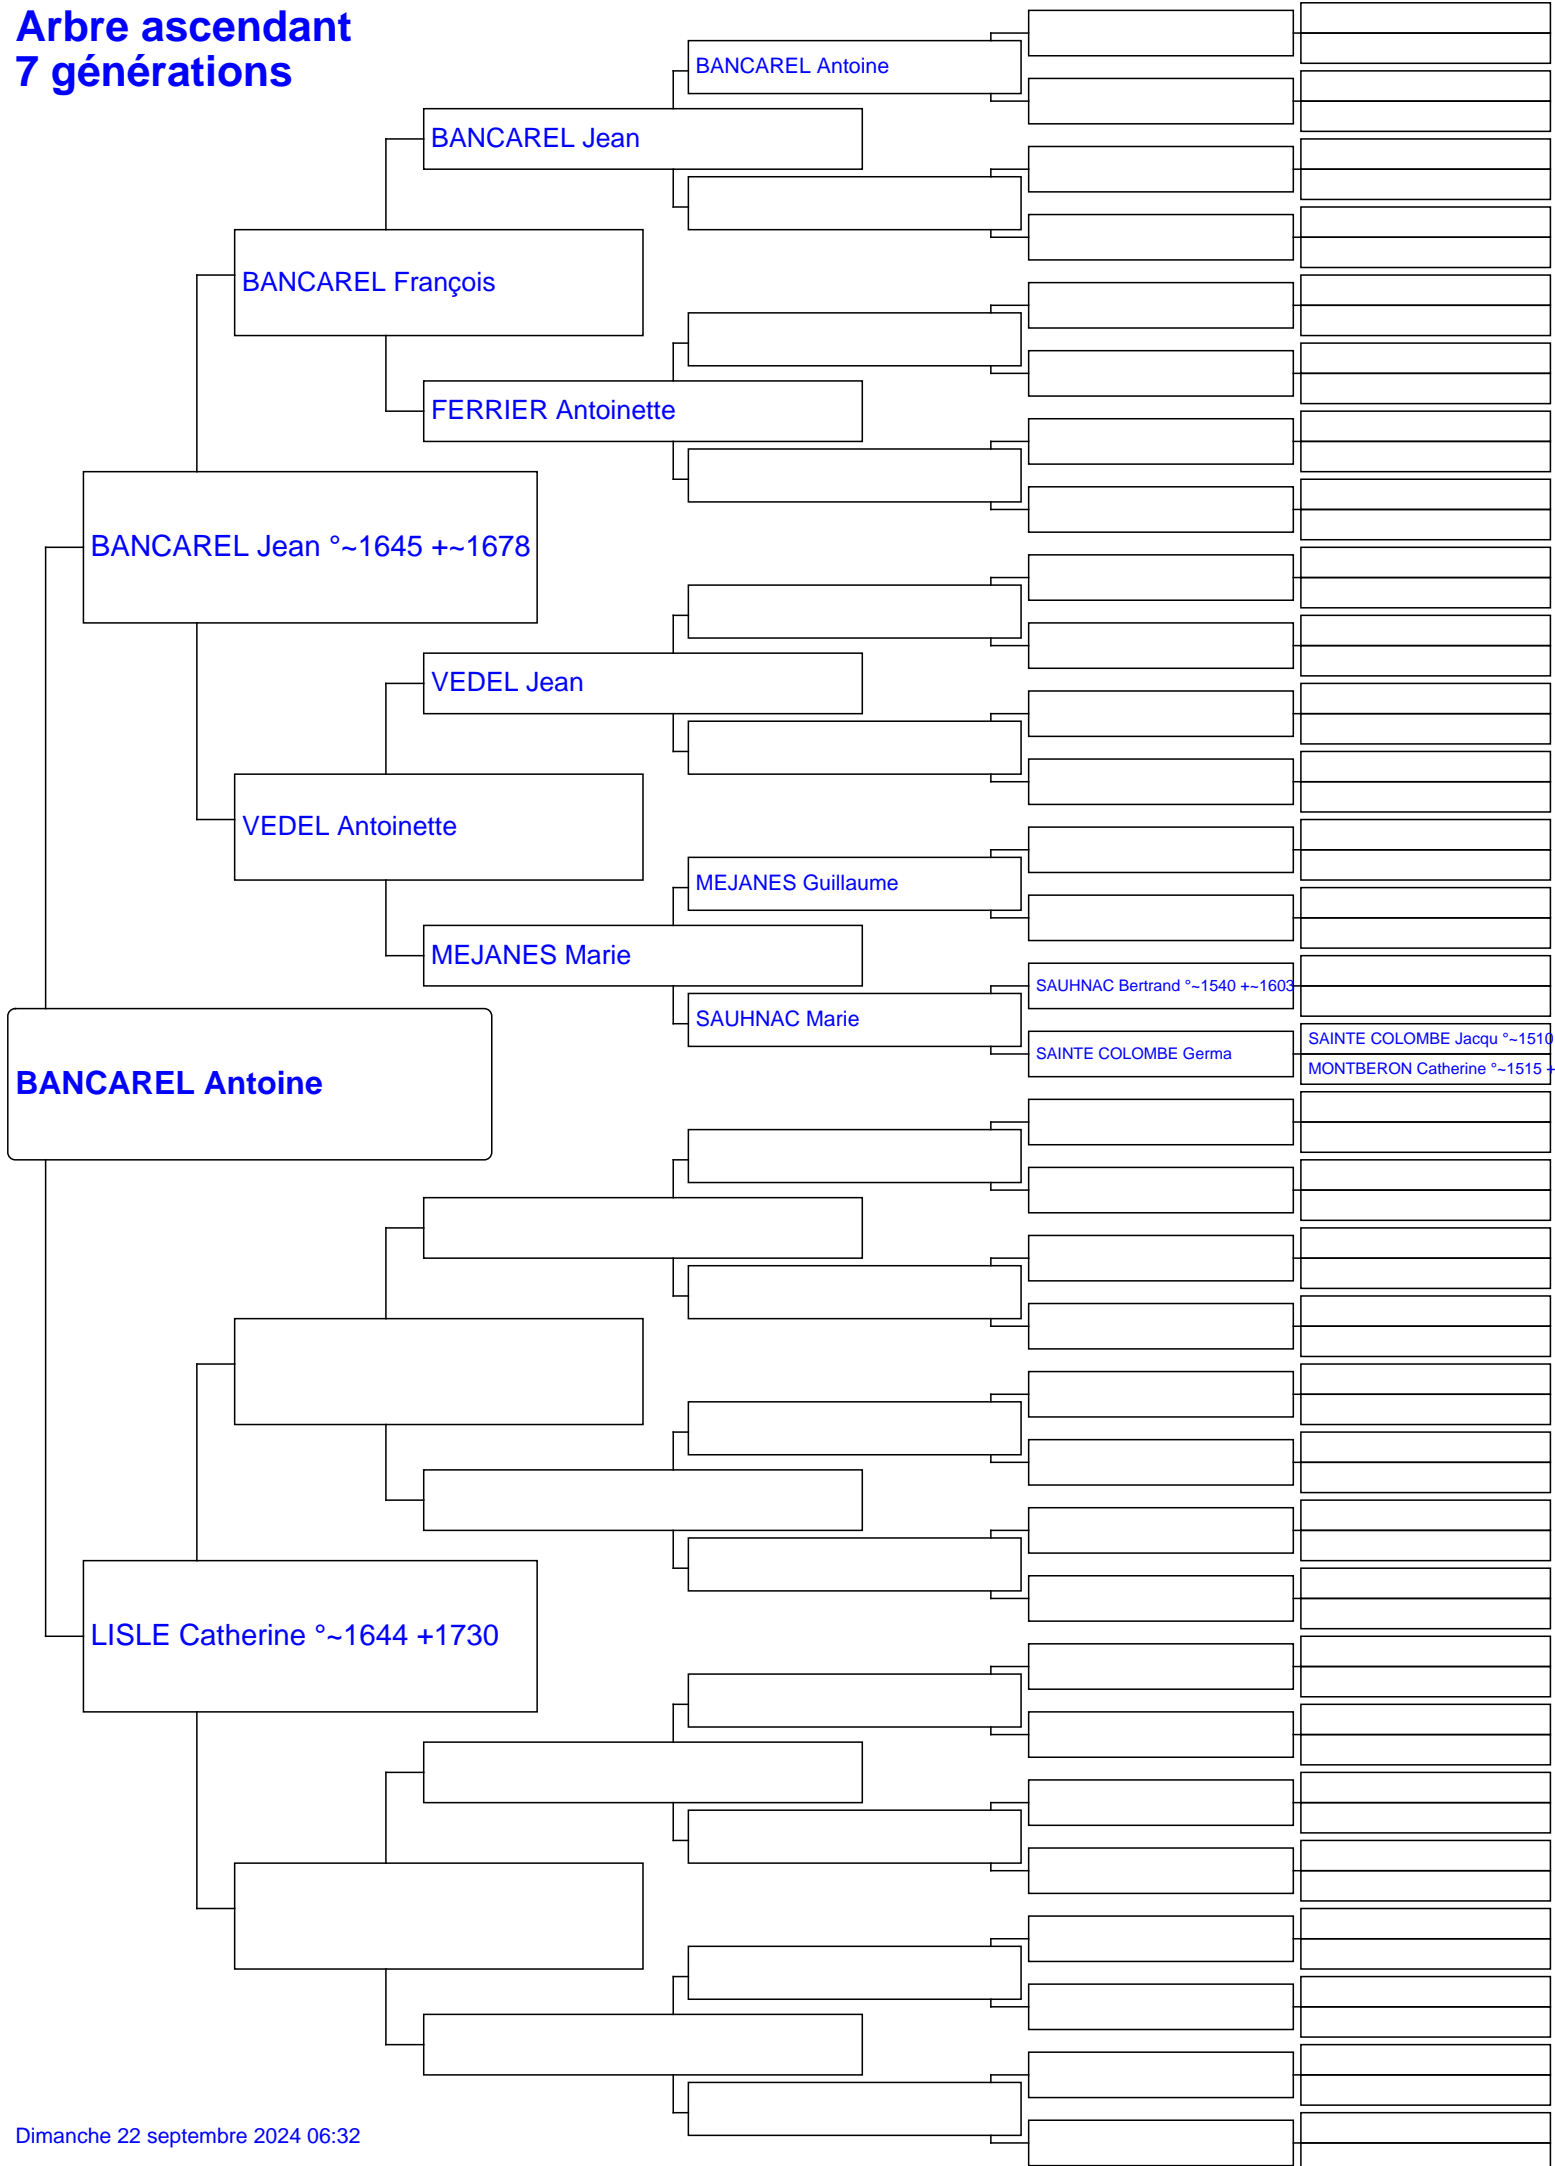 Arbre ascendant
7 générations
BANCAREL Antoine
BANCAREL Jean
BANCAREL François
FERRIER Antoinette
BANCAREL Jean °~1645 +~1678
VEDEL Jean
VEDEL Antoinette
MEJANES Guillaume
MEJANES Marie
SAUHNAC Bertrand °~1540 +~1603
SAUHNAC Marie
SAINTE COLOMBE Jacqu °~1510
SAINTE COLOMBE Germa
MONTBERON Catherine °~1515 +
BANCAREL Antoine
LISLE Catherine °~1644 +1730
Dimanche 22 septembre 2024 06:32